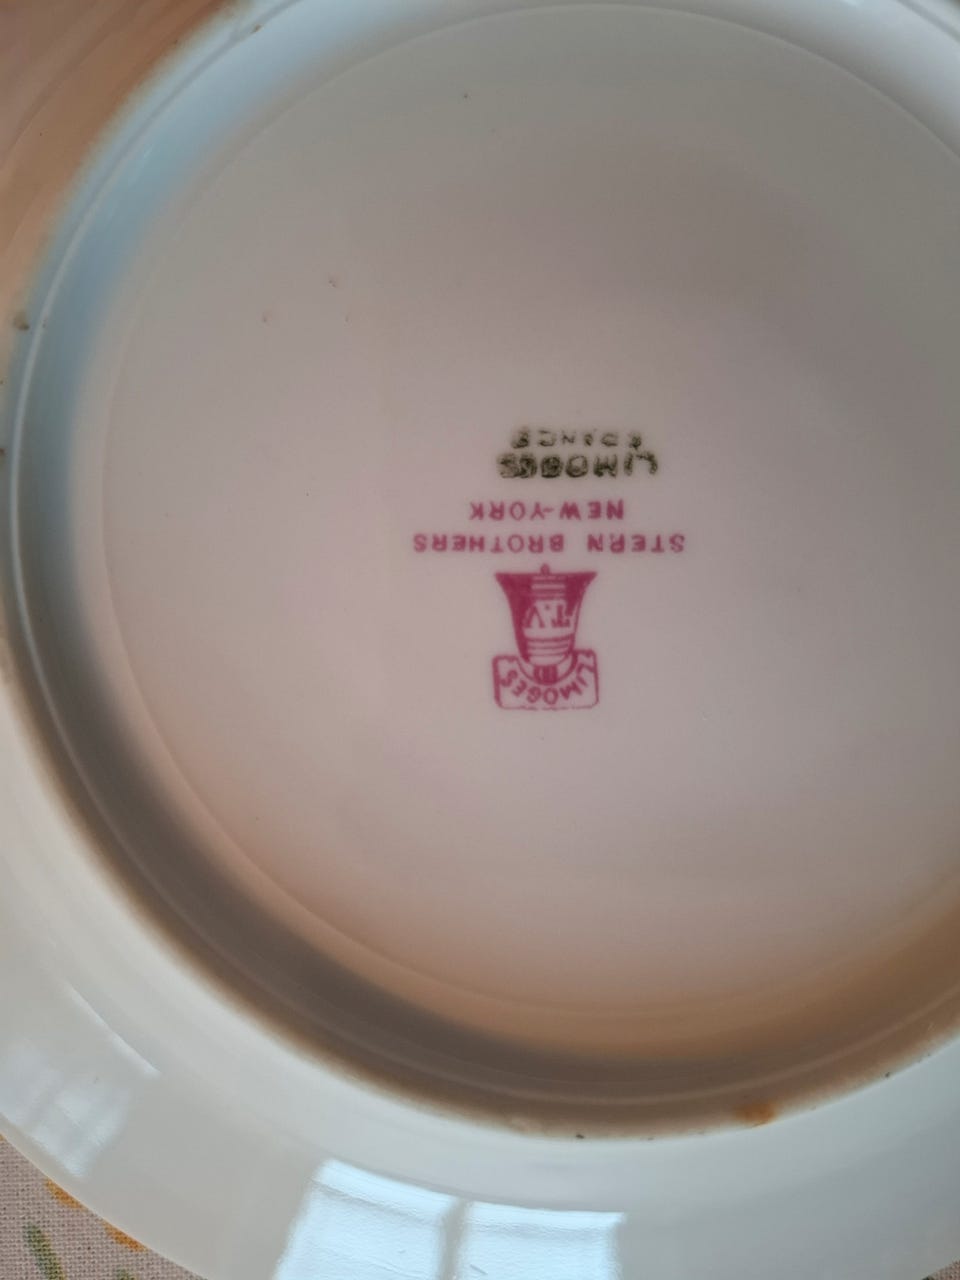 LIMOGES
T.V
STERN BROTHERS
NEW-YORK
LIMOGES
FRANCE